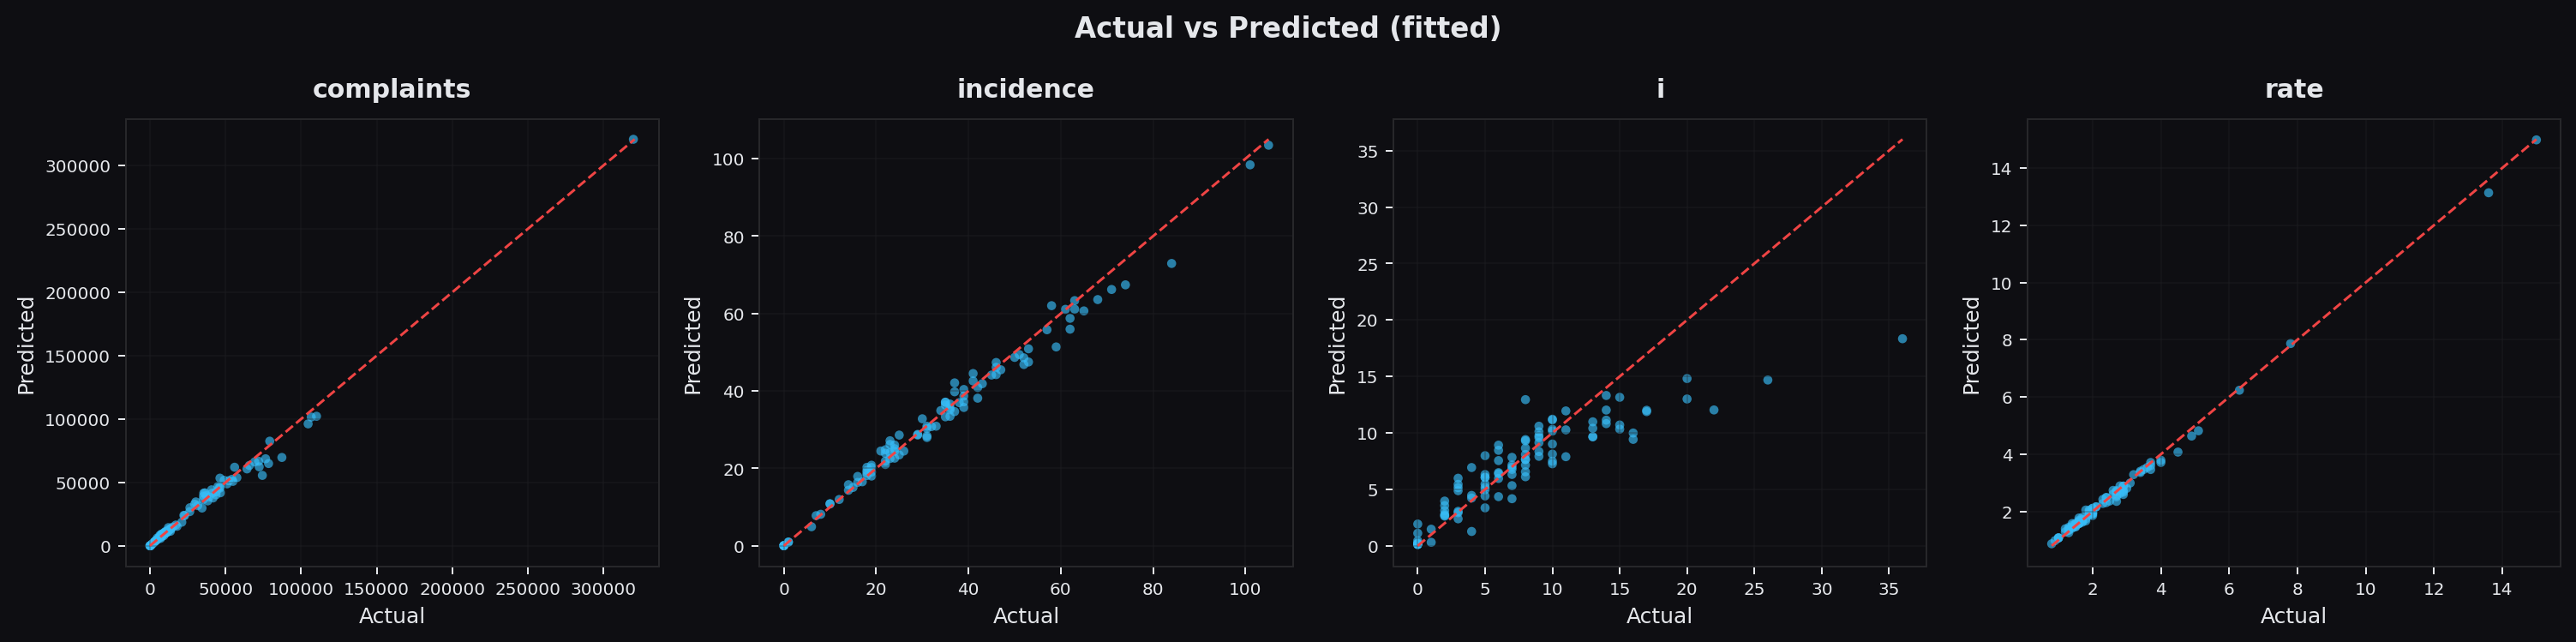 Actual vs Predicted (fitted)
complaints
300000
250000
200000
150000
100000
50000
0
0 50000 100000 150000 200000 250000 300000
Predicted
Actual
incidence
100
80
60
40
20
0
0 20 40 60 80 100
Predicted
Actual
i
35
30
25
20
15
10
5
0
0 5 10 15 20 25 30 35
Predicted
Actual
rate
14
12
10
8
6
4
2
2 4 6 8 10 12 14
Predicted
Actual